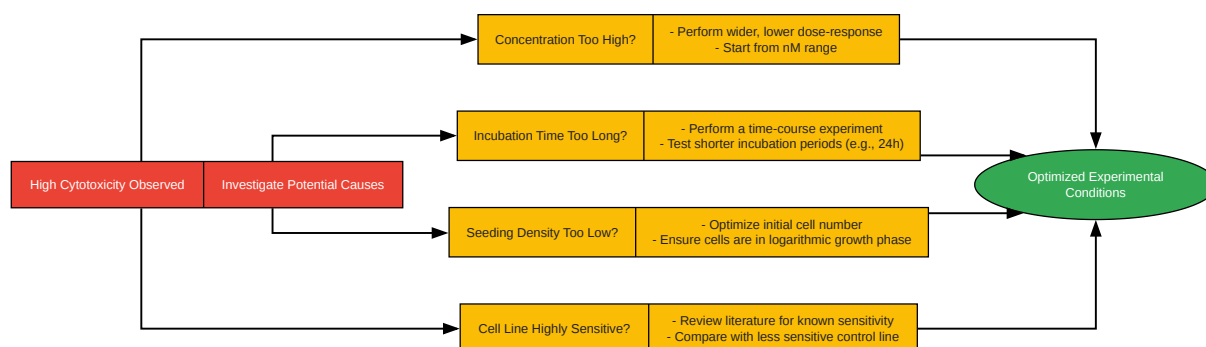 Concentration Too High?
- Perform wider, lower dose-response
- Start from nM range
Incubation Time Too Long?
- Perform a time-course experiment
- Test shorter incubation periods (e.g., 24h)
High Cytotoxicity Observed
Investigate Potential Causes
Optimized Experimental
Conditions
Seeding Density Too Low?
- Optimize initial cell number
- Ensure cells are in logarithmic growth phase
Cell Line Highly Sensitive?
- Review literature for known sensitivity
- Compare with less sensitive control line